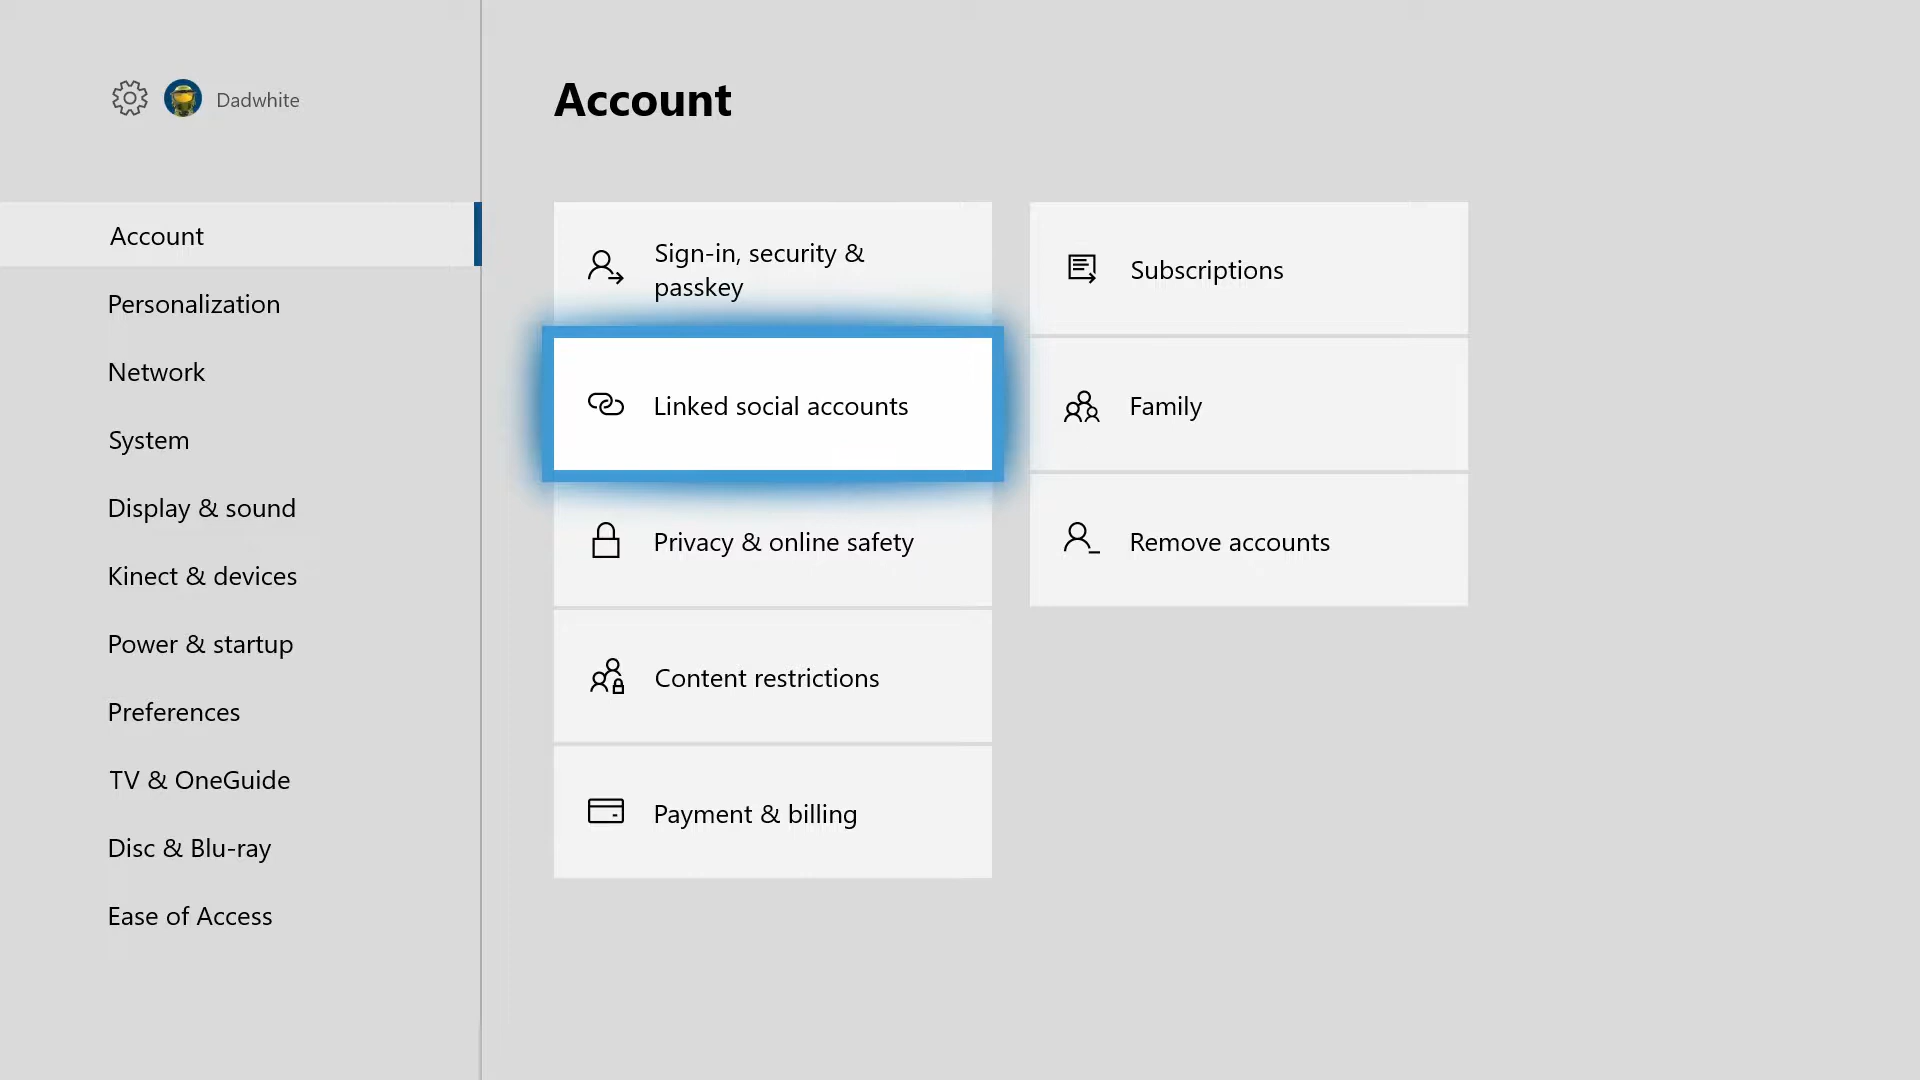 Dadwhite
Account
Personalization
Network
System
Display & sound
Kinect & devices
Power & startup
Preferences
TV & OneGuide
Disc & Blu-ray
Ease of Access
Account
Sign-in, security &
passkey
Linked social accounts
Privacy & online safety
Content restrictions
Payment & billing
Subscriptions
Family
Remove accounts